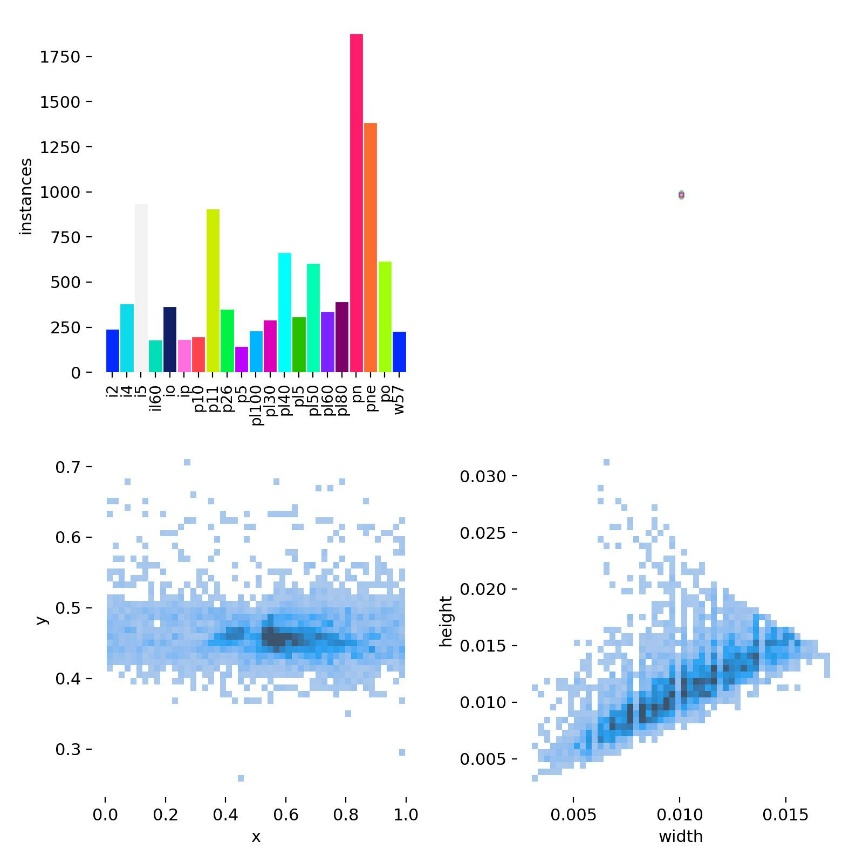 1750
1500
1250
1000
750
500
250
0
instances
i2
i4
i5
il60
io
ip
p10
p11
p26
p5
pl100
pl30
pl40
pl5
pl50
pl60
pl80
pn
pne
po
w57
0.7
0.6
0.5
0.4
0.3
y
0.0 0.2 0.4 0.6 0.8 1.0
x
0.030
0.025
0.020
0.015
0.010
0.005
height
0.005 0.010 0.015
width